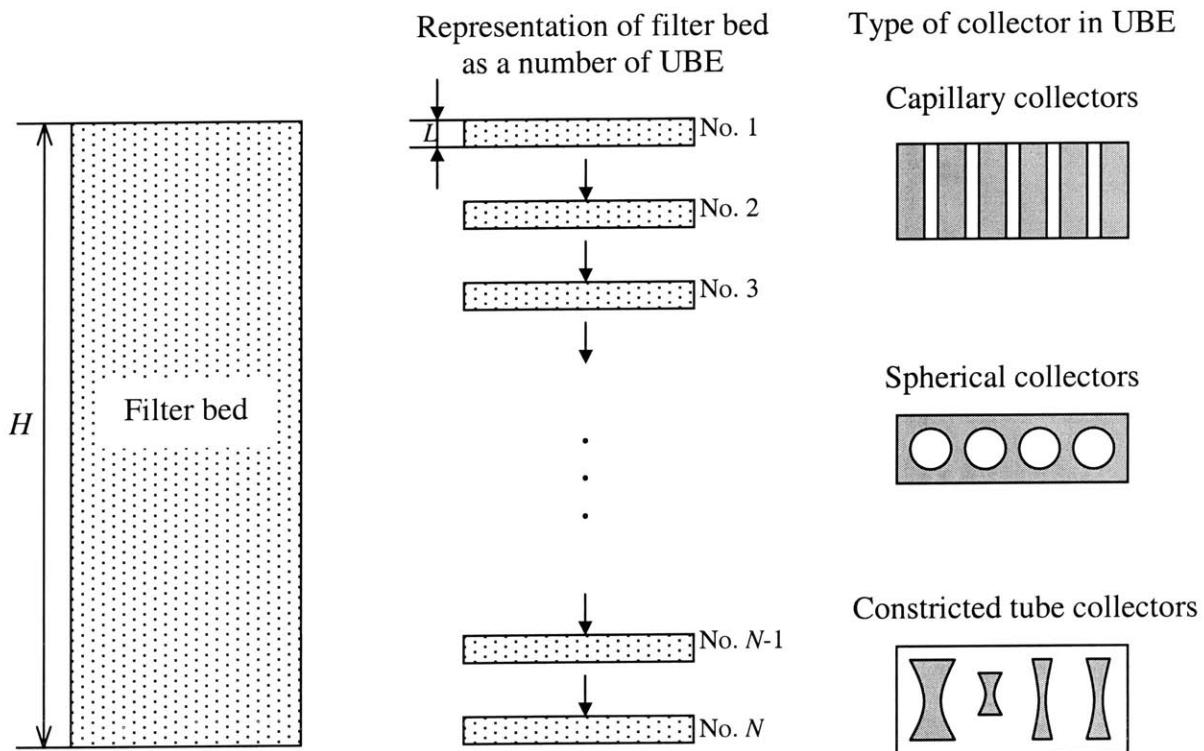 Representation of filter bed
as a number of UBE
Type of collector in UBE
H
Filter bed
L
No. 1
No. 2
No. 3
No. N-1
No. N
Capillary collectors
Spherical collectors
Constricted tube collectors